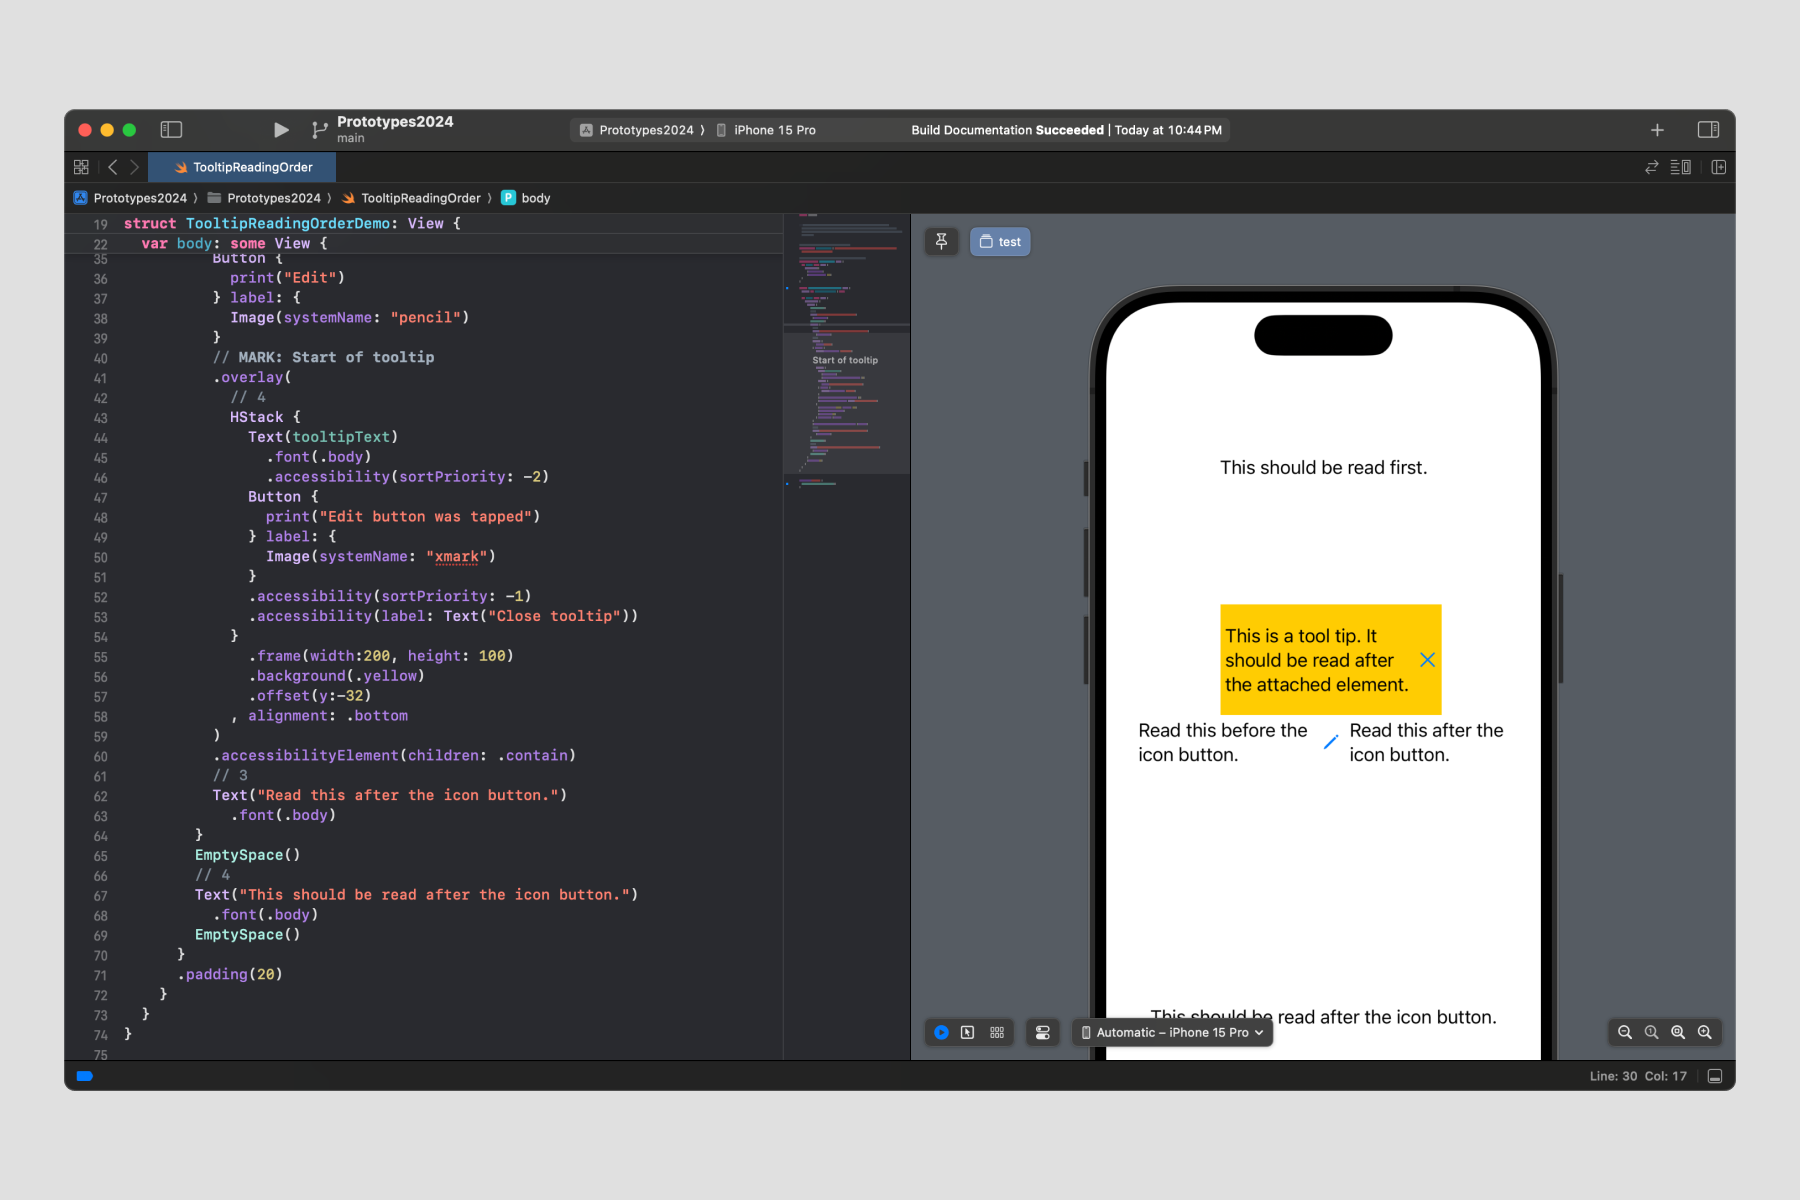 Prototypes2024
main
Prototypes2024 〉 iPhone 15 Pro
Build Documentation Succeeded | Today at 10:44 PM
TooltipReadingOrder
Prototypes2024 〉 Prototypes2024 〉 TooltipReadingOrder 〉 P body
19 struct TooltipReadingOrderDemo: View {
22 var body: some View {
35 Button {
36 print("Edit")
37 } label: {
38 Image(systemName: "pencil")
39 }
40 // MARK: Start of tooltip
41 .overlay(
42 // 4
43 HStack {
44 Text(tooltipText)
45 .font(.body)
46 .accessibility(sortPriority: -2)
47 Button {
48 print("Edit button was tapped")
49 } label: {
50 Image(systemName: "xmark")
51 }
52 .accessibility(sortPriority: -1)
53 .accessibility(label: Text("Close tooltip"))
54 }
55 .frame(width:200, height: 100)
56 .background(.yellow)
57 .offset(y:-32)
58 , alignment: .bottom
59 )
60 .accessibilityElement(children: .contain)
61 // 3
62 Text("Read this after the icon button.")
63 .font(.body)
64 }
65 EmptySpace()
66 // 4
67 Text("This should be read after the icon button.")
68 .font(.body)
69 EmptySpace()
70 }
71 .padding(20)
72 }
73 }
74 }
75
Start of tooltip
test
This should be read first.
This is a tool tip. It
should be read after
the attached element.
Read this before the
icon button.
Read this after the
icon button.
This should be read after the icon button.
Automatic – iPhone 15 Pro
Line: 30 Col: 17